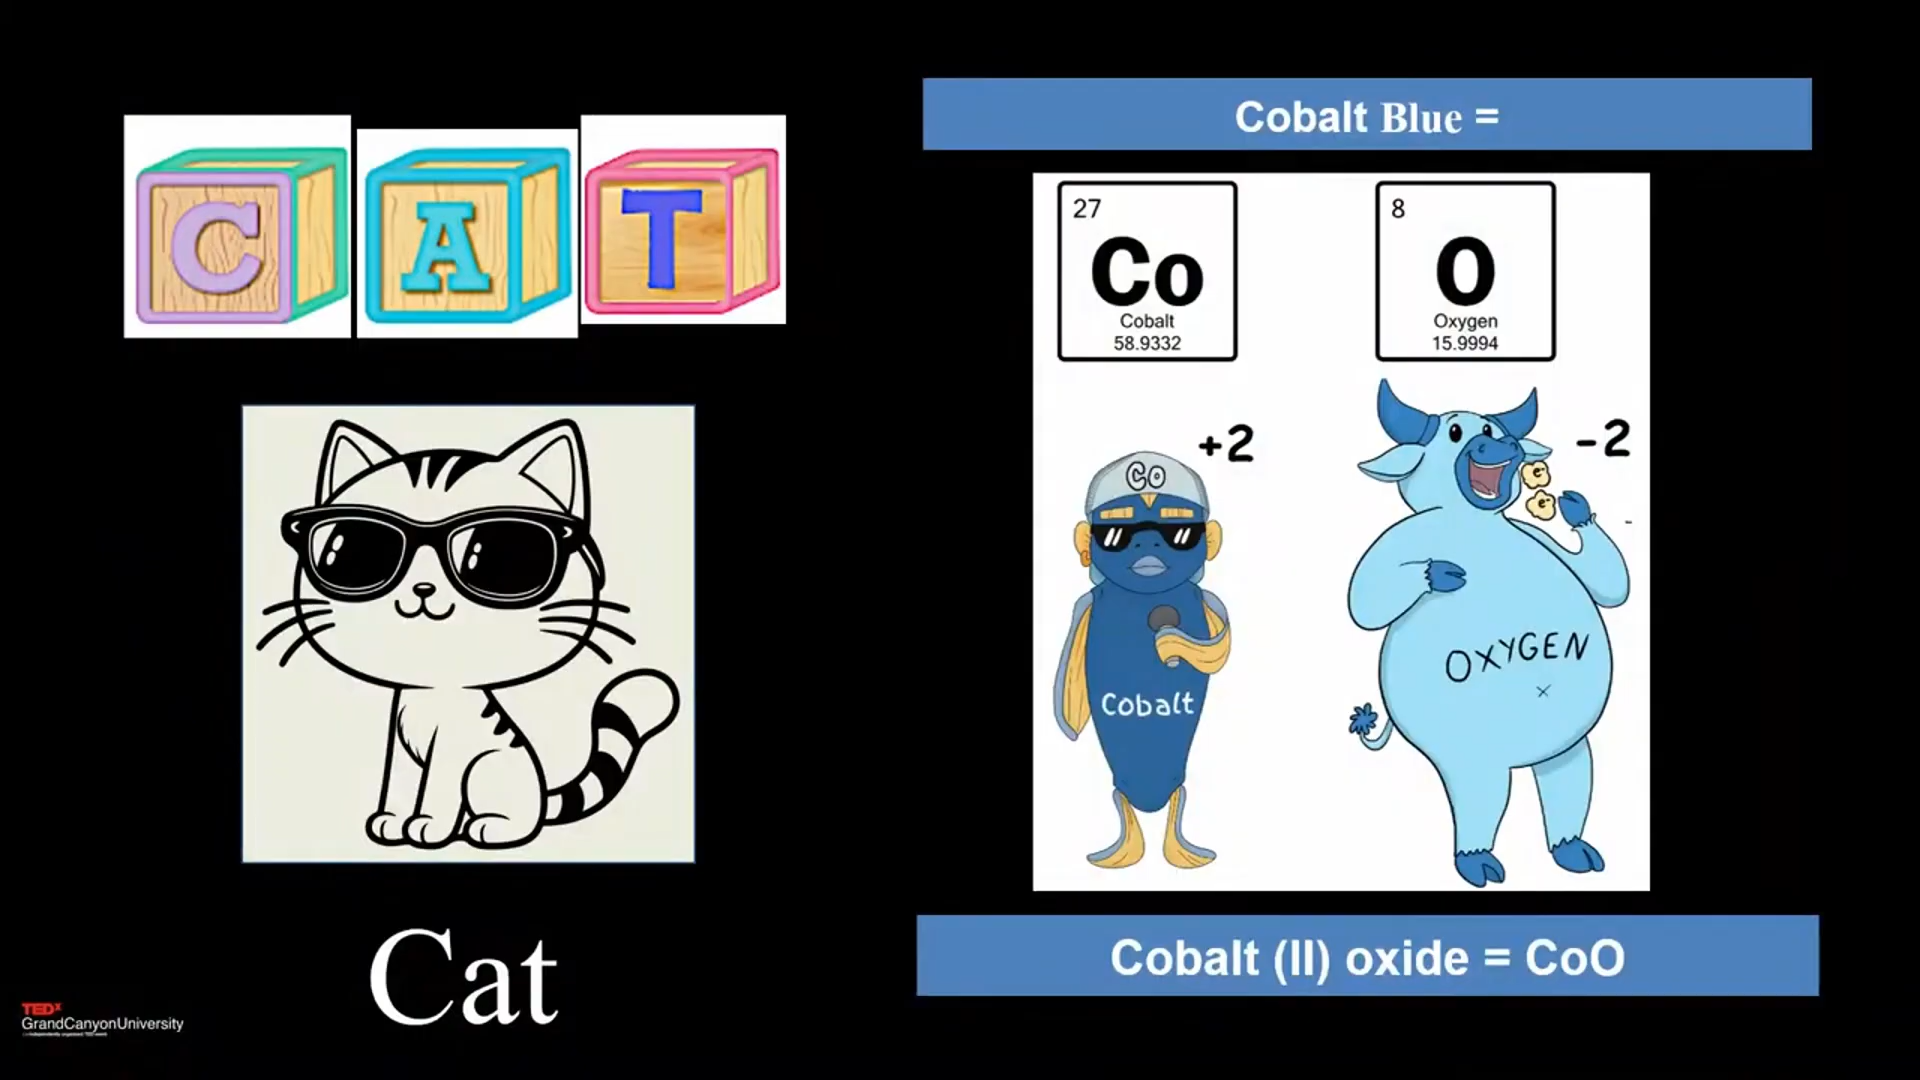 C A T
Cat
Cobalt Blue =
27
Co
Cobalt
58.9332
8
O
Oxygen
15.9994
+2
-2
CO
e-
e-
Cobalt
OXYGEN
Cobalt (II) oxide = CoO
TEDx
GrandCanyonUniversity